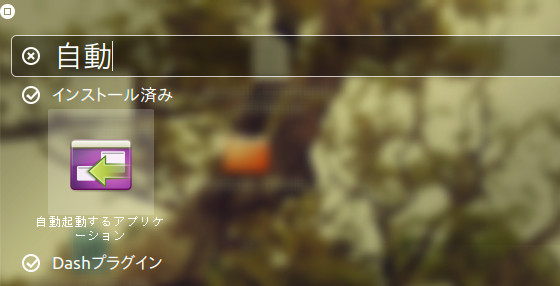 自動
インストール済み
自動起動するアプリケ
ーション
Dashプラグイン